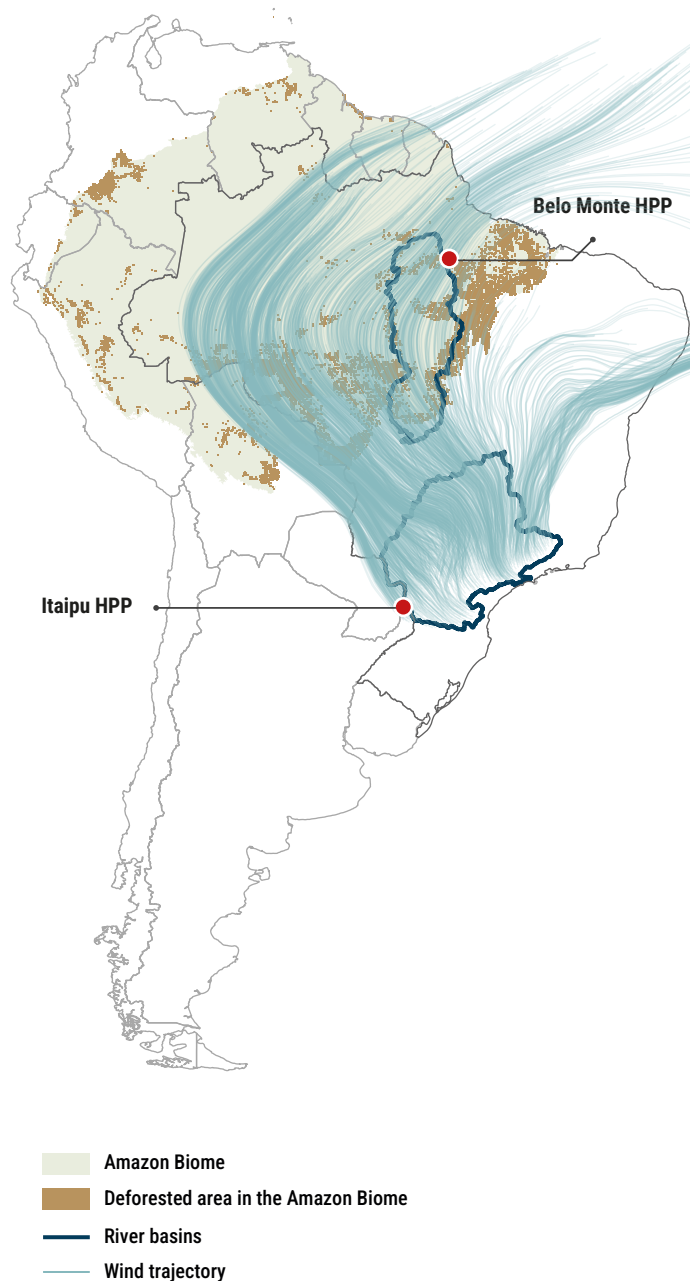 Belo Monte HPP
Itaipu HPP
Amazon Biome
Deforested area in the Amazon Biome
River basins
Wind trajectory